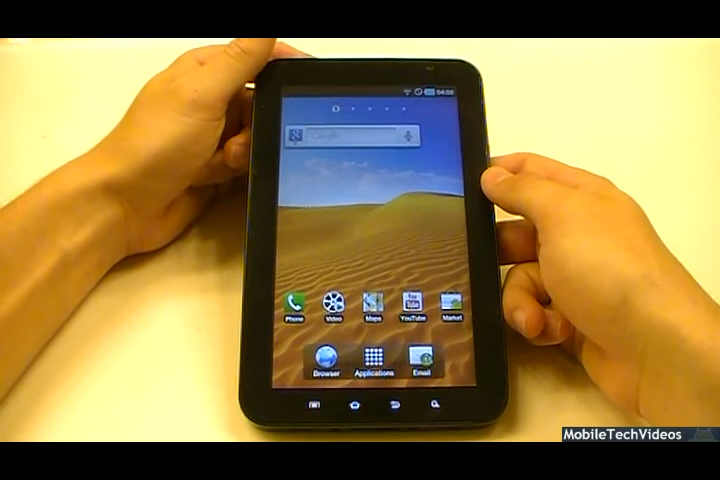 04:08
Google
Phone
Video
Maps
YouTube
Market
Browser
Applications
Email
MobileTechVideos